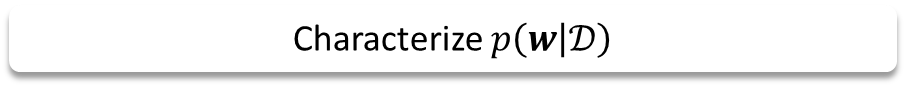 Characterize 𝑝(𝒘|𝒟)